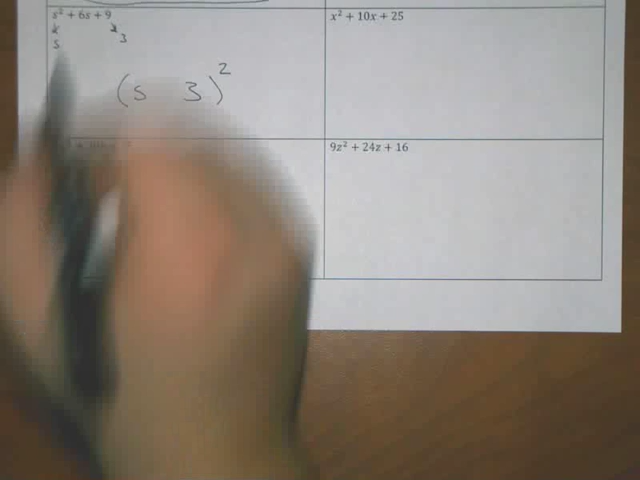 s² + 6s + 9
x² + 10x + 25
s
3
(s 3)²
9z² + 24z + 16